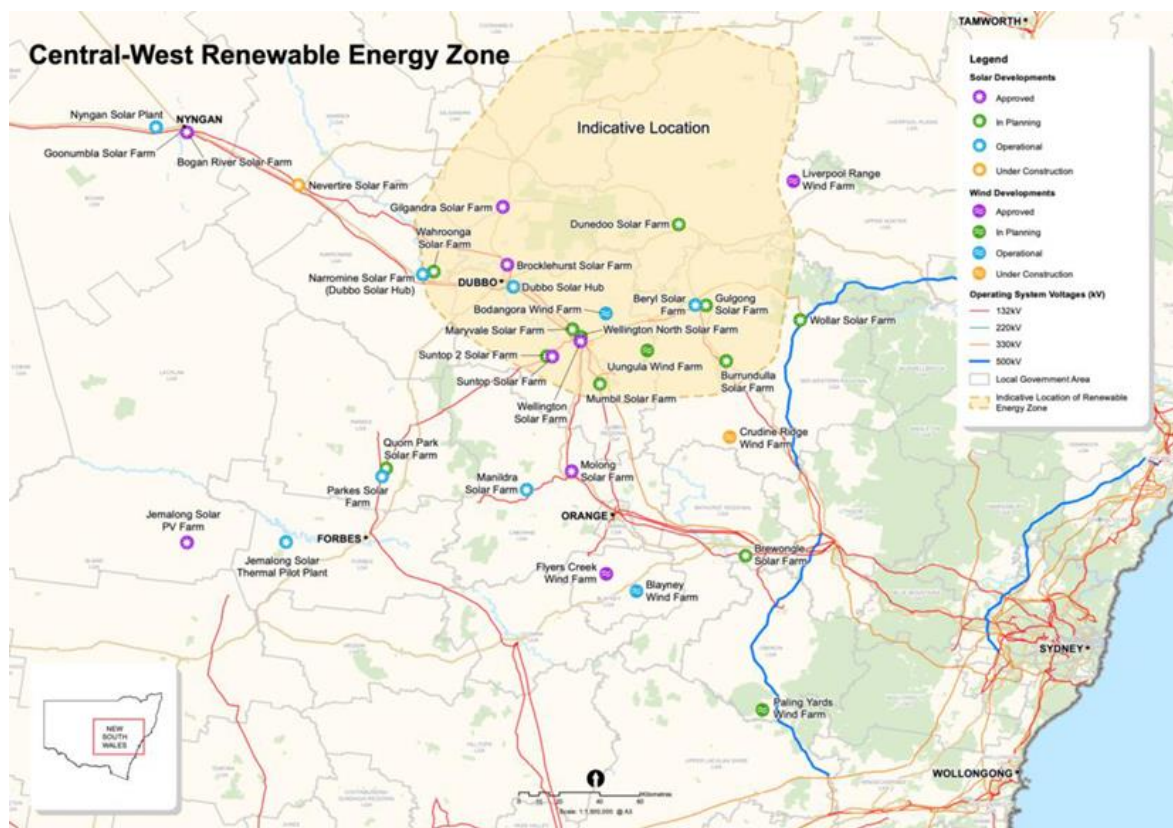 Central-West Renewable Energy Zone
TAMWORTH
Indicative Location
Nyngan Solar Plant
NYNGAN
Goonumbla Solar Farm
Bogan River Solar Farm
Nevertire Solar Farm
Gilgandra Solar Farm
Liverpool Range
Wind Farm
Dunedoo Solar Farm
Wahroonga
Solar Farm
Brocklehurst Solar Farm
Narromine Solar Farm
(Dubbo Solar Hub)
DUBBO
Dubbo Solar Hub
Bodangora Wind Farm
Beryl Solar
Farm
Gulgong
Solar Farm
Wollar Solar Farm
Maryvale Solar Farm
Wellington North Solar Farm
Suntop 2 Solar Farm
Uungula Wind Farm
Suntop Solar Farm
Burrundulla
Solar Farm
Mumbil Solar Farm
Wellington
Solar Farm
Crudine Ridge
Wind Farm
Quorn Park
Solar Farm
Parkes Solar
Farm
Manildra
Solar Farm
Molong
Solar Farm
Jemalong Solar
PV Farm
FORBES
ORANGE
Jemalong Solar
Thermal Pilot Plant
Brewongle
Solar Farm
Flyers Creek
Wind Farm
Blayney
Wind Farm
SYDNEY
Paling Yards
Wind Farm
WOLLONGONG
Legend
Solar Developments
Approved
In Planning
Operational
Under Construction
Wind Developments
Approved
In Planning
Operational
Under Construction
Operating System Voltages (kV)
132kV
220kV
330kV
500kV
Local Government Area
Indicative Location of Renewable
Energy Zone
NEW
SOUTH
WALES
Kilometres